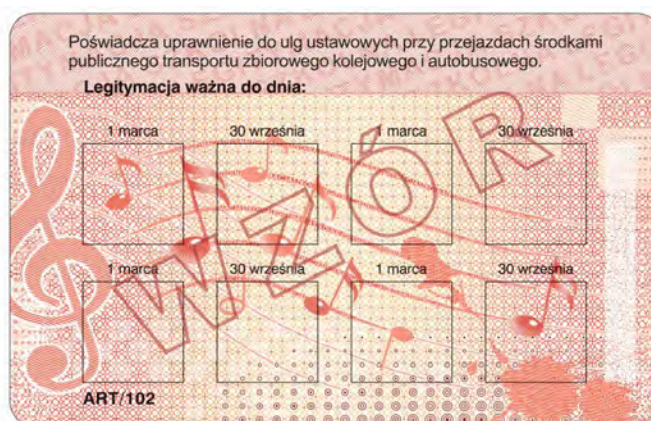 Poświadcza uprawnienie do ulg ustawowych przy przejazdach środkami
publicznego transportu zbiorowego kolejowego i autobusowego.
Legitymacja ważna do dnia:
1 marca 30 września 1 marca 30 września
WZÓR
1 marca 30 września 1 marca 30 września
ART/102